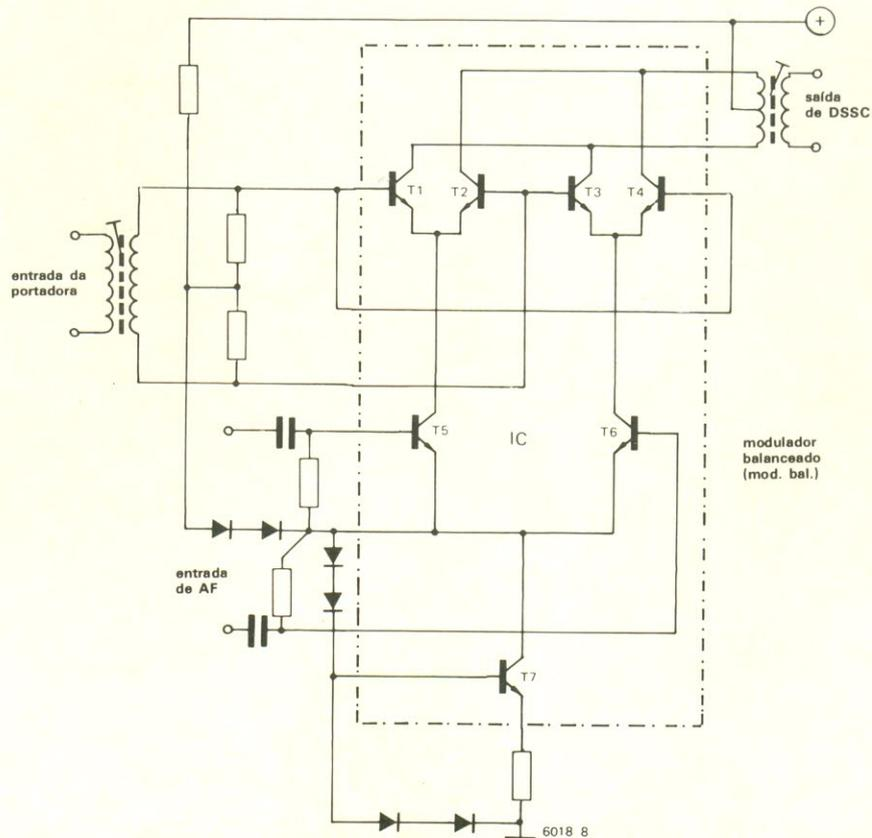 +
saída
de DSSC
T1
T2
T3
T4
entrada da
portadora
T5
IC
T6
modulador
balanceado
(mod. bal.)
entrada
de AF
T7
6018 8